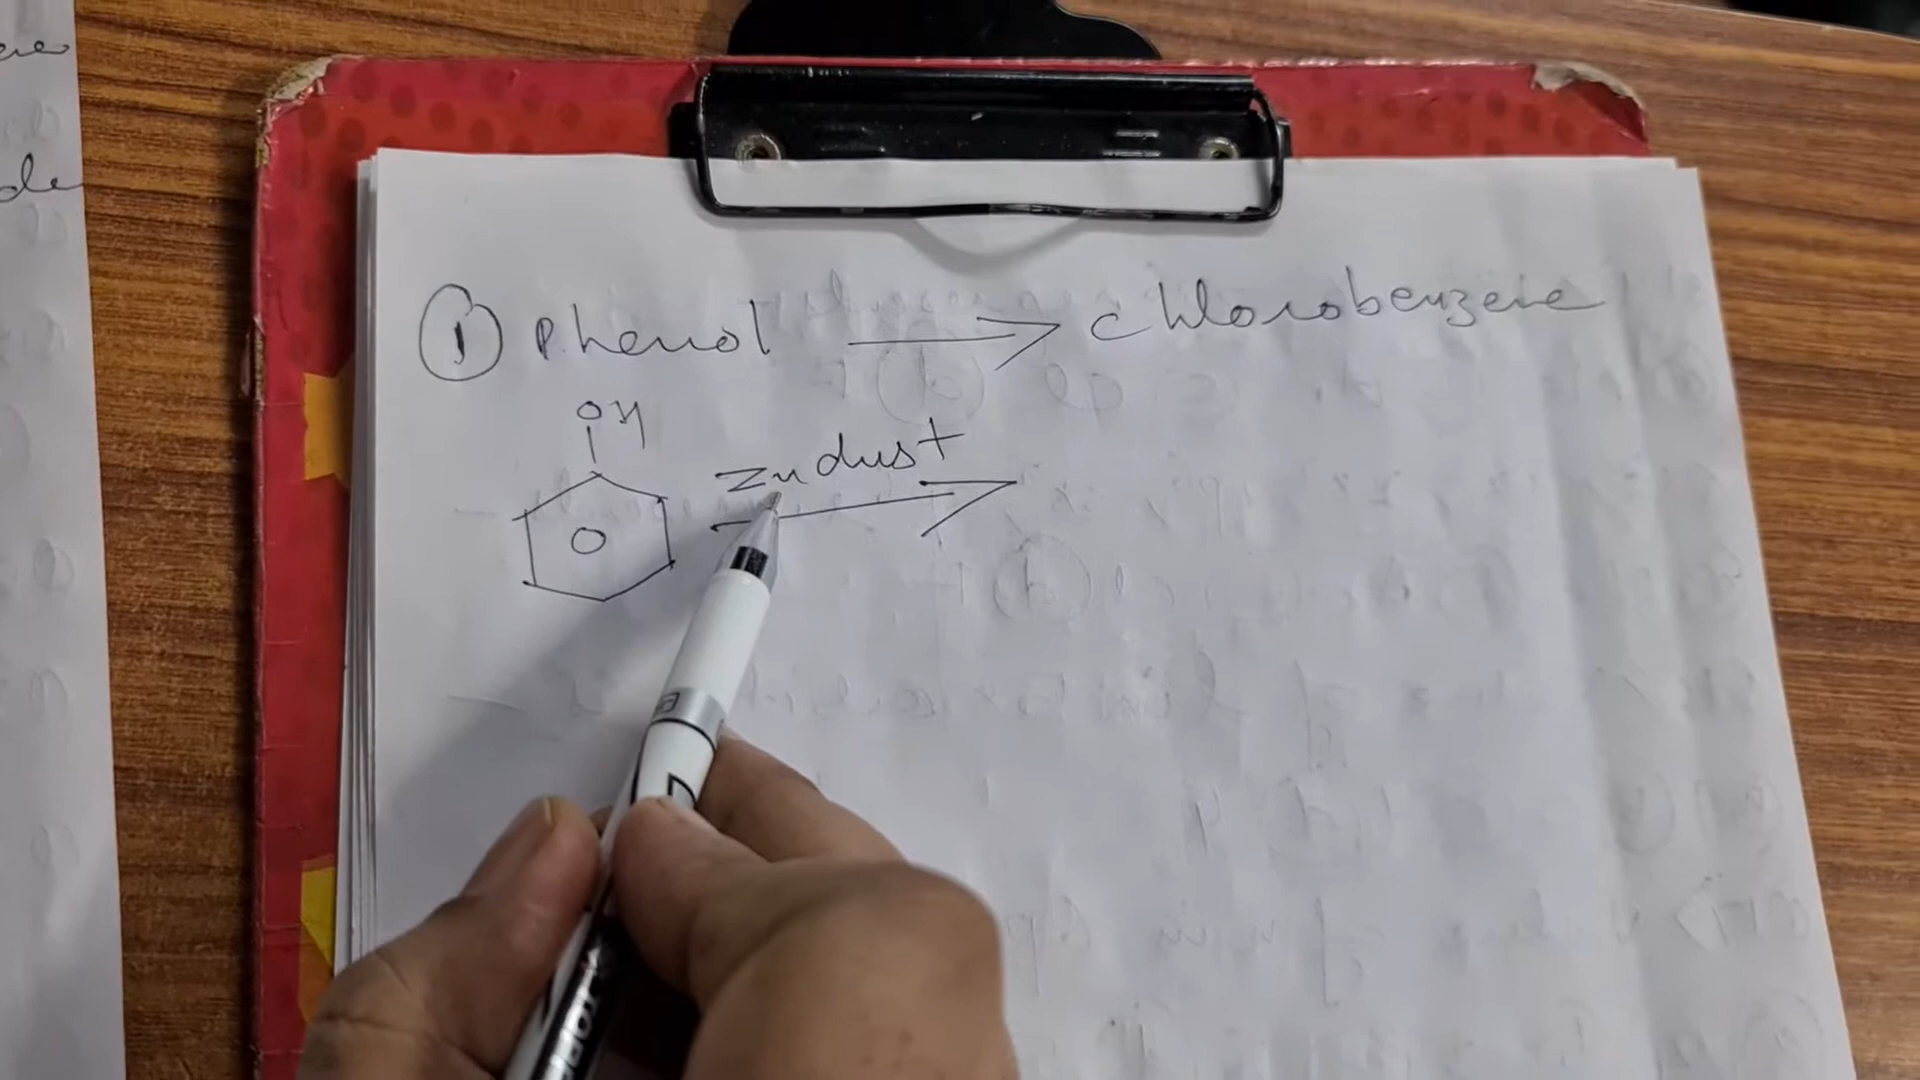 ① Phenol → chlorobenzene
OH
Zn dust